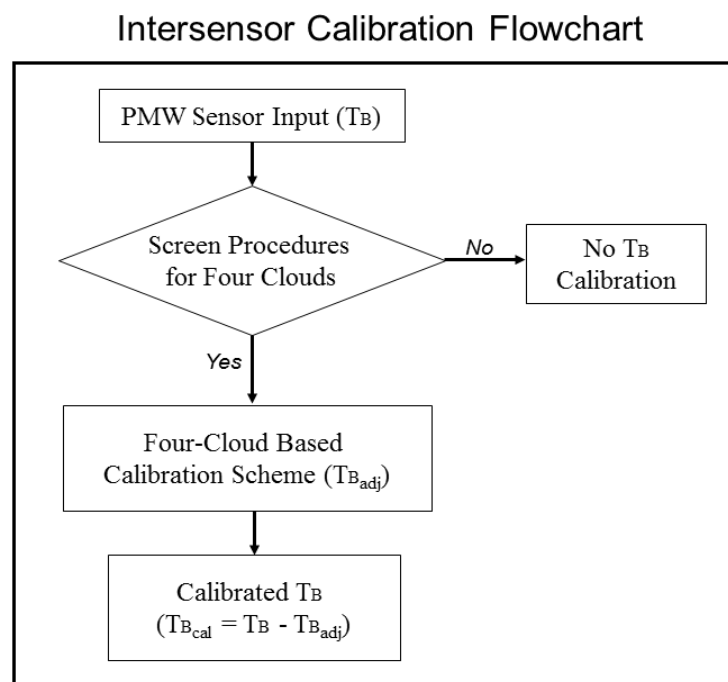 Intersensor Calibration Flowchart
PMW Sensor Input (TB)
Screen Procedures
for Four Clouds
No
No TB
Calibration
Yes
Four-Cloud Based
Calibration Scheme (TBadj)
Calibrated TB
(TBcal = TB - TBadj)